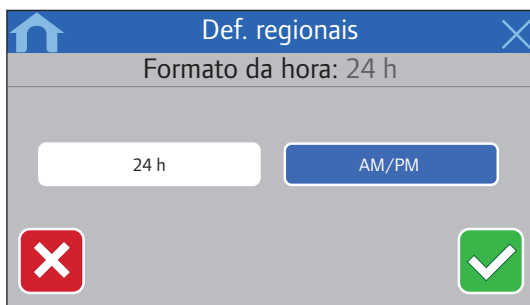 Def. regionais
Formato da hora: 24 h
24 h
AM/PM